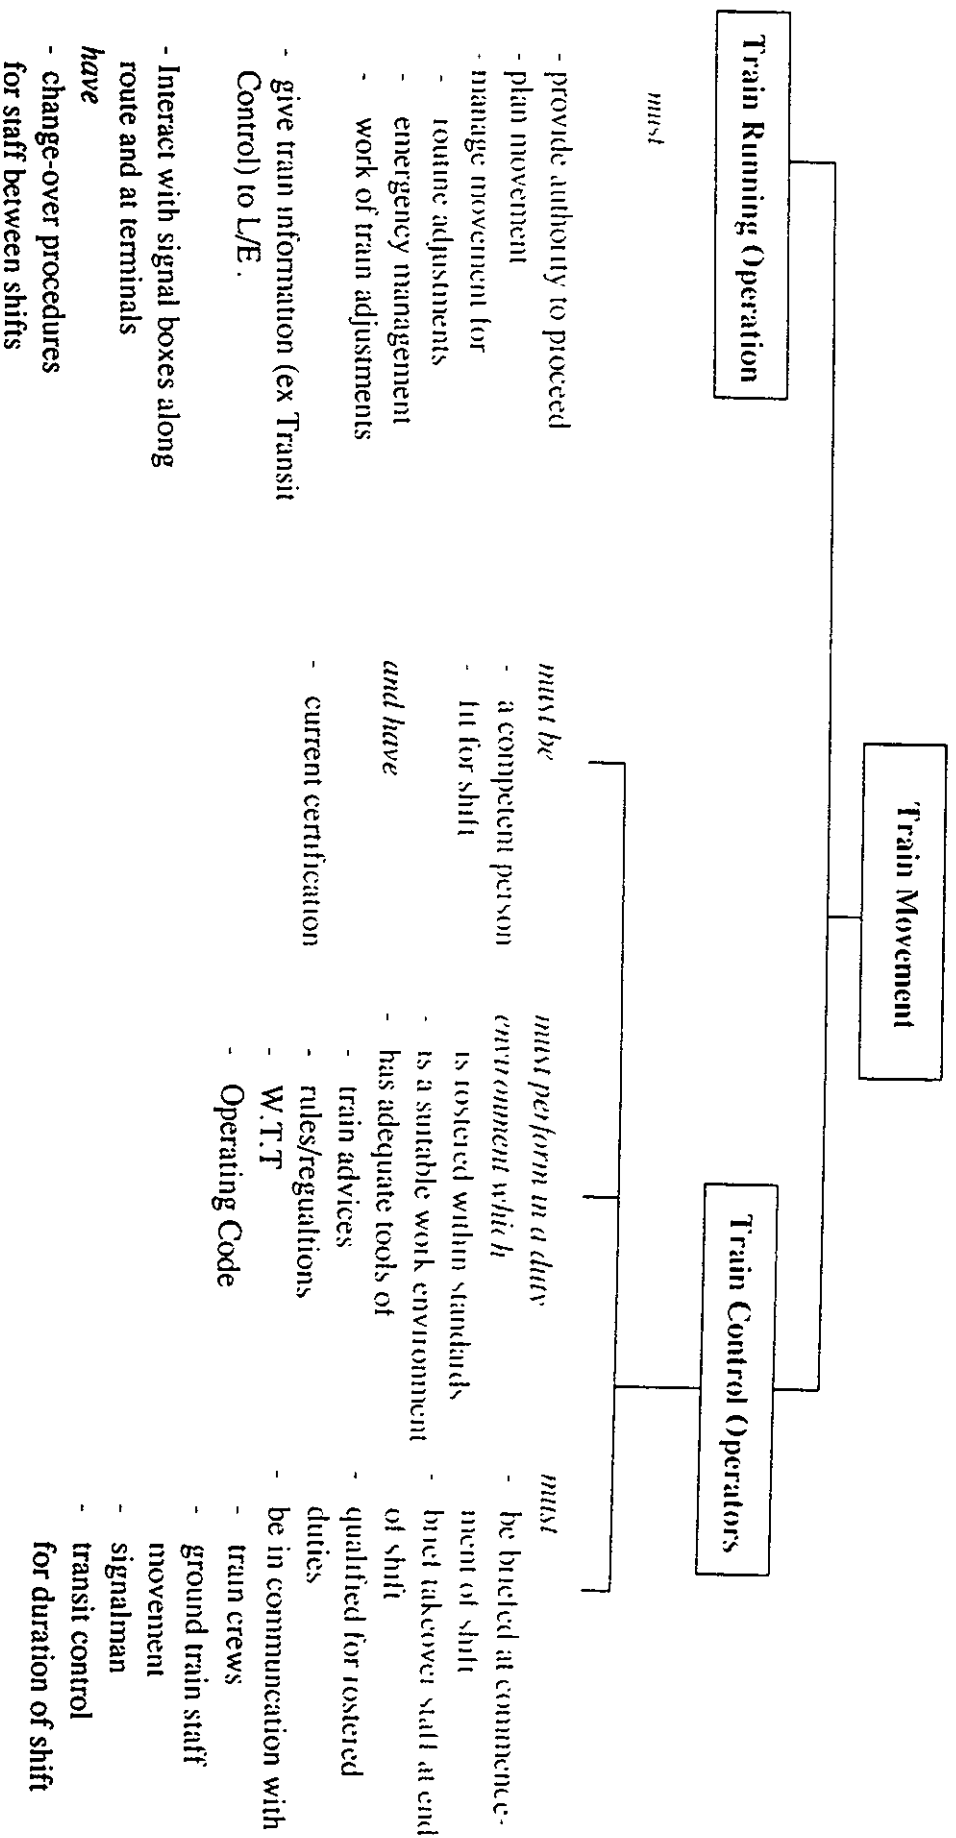 Train Movement
Train Running Operation
must
- provide authority to proceed
- plan movement
- manage movement for
- routine adjustments
- emergency management
- work of train adjustments
- give train information (ex Transit
Control) to L/E .
- Interact with signal boxes along
route and at terminals
have
- change-over procedures
for staff between shifts
Train Control Operators
must be
- a competent person
- fit for shift
and have
- current certification
must perform in a duty
environment which
is rostered within standards
- is a suitable work environment
- has adequate tools of
- train advices
- rules/regualtions
- W.T.T
- Operating Code
must
- be briefed at commence-
ment of shift
- brief takeover staff at end
of shift
- qualified for rostered
duties
- be in communcation with
- train crews
- ground train staff
movement
- signalman
- transit control
for duration of shift